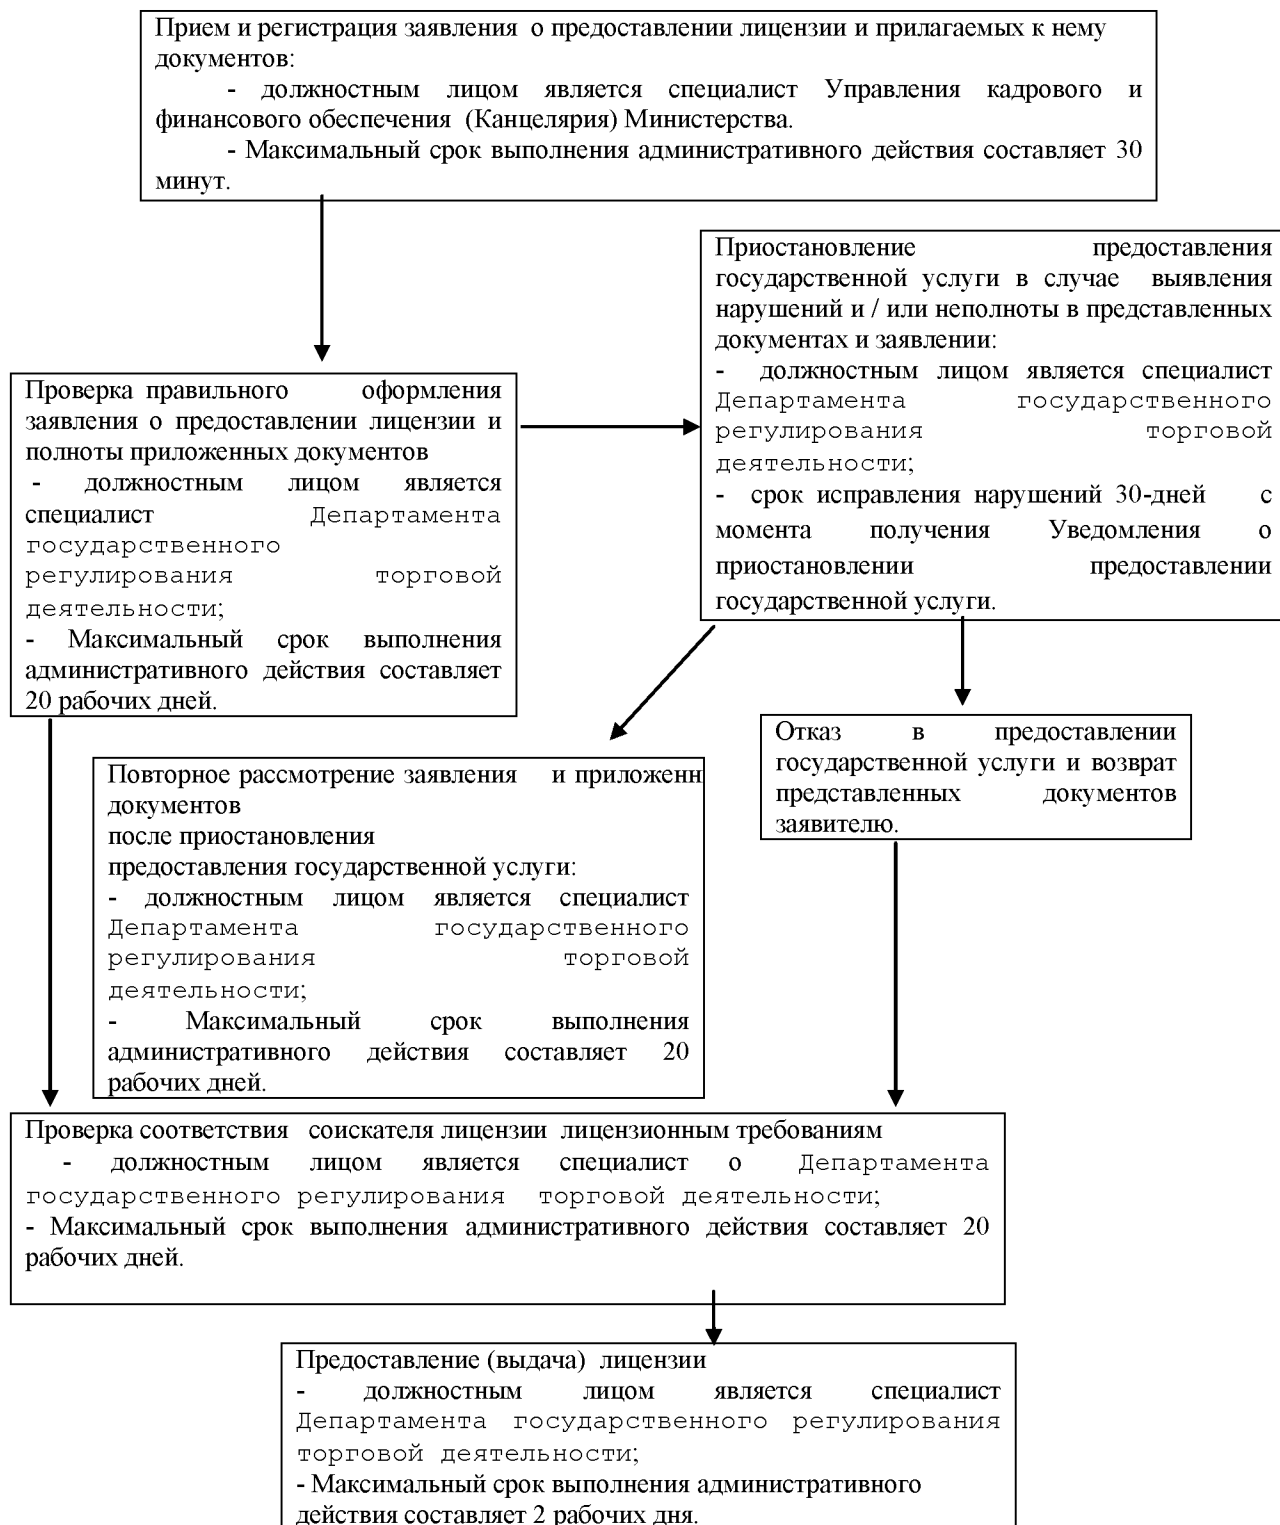 Прием и регистрация заявления о предоставлении лицензии и прилагаемых к нему
документов:
- должностным лицом является специалист Управления кадрового и
финансового обеспечения (Канцелярия) Министерства.
- Максимальный срок выполнения административного действия составляет 30
минут.
Приостановление предоставления
государственной услуги в случае выявления
нарушений и / или неполноты в представленных
документах и заявлении:
- должностным лицом является специалист
Департамента государственного
регулирования торговой
деятельности;
- срок исправления нарушений 30-дней с
момента получения Уведомления о
приостановлении предоставлении
государственной услуги.
Проверка правильного оформления
заявления о предоставлении лицензии и
полноты приложенных документов
- должностным лицом является
специалист Департамента
государственного
регулирования торговой
деятельности;
- Максимальный срок выполнения
административного действия составляет
20 рабочих дней.
Отказ в предоставлении
государственной услуги и возврат
представленных документов
заявителю.
Повторное рассмотрение заявления и приложенн
документов
после приостановления
предоставления государственной услуги:
- должностным лицом является специалист
Департамента государственного
регулирования торговой
деятельности;
- Максимальный срок выполнения
административного действия составляет 20
рабочих дней.
Проверка соответствия соискателя лицензии лицензионным требованиям
- должностным лицом является специалист о Департамента
государственного регулирования торговой деятельности;
- Максимальный срок выполнения административного действия составляет 20
рабочих дней.
Предоставление (выдача) лицензии
- должностным лицом является специалист
Департамента государственного регулирования
торговой деятельности;
- Максимальный срок выполнения административного
действия составляет 2 рабочих дня.